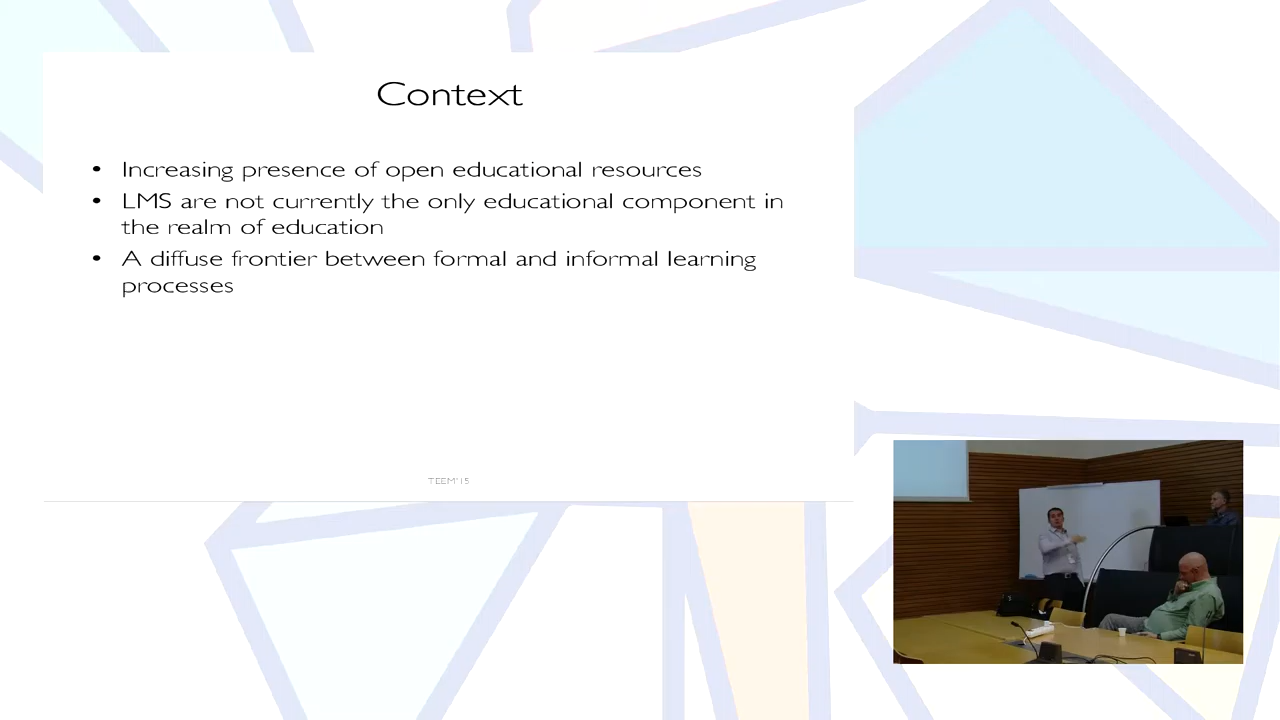 Context
• Increasing presence of open educational resources
• LMS are not currently the only educational component in
the realm of education
• A diffuse frontier between formal and informal learning
processes
TEEM'15